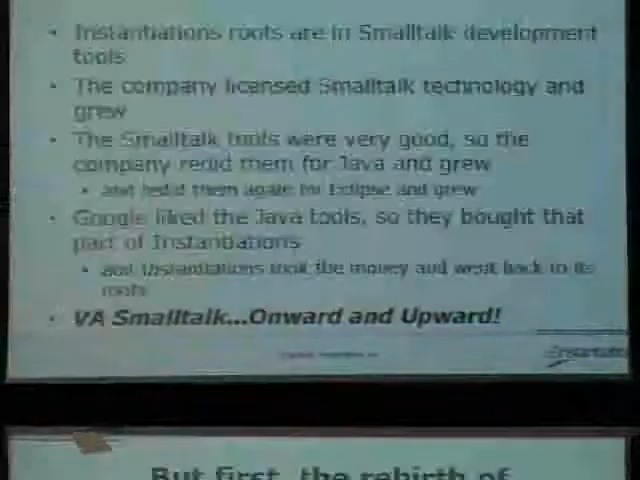 • Instantiations roots are in Smalltalk development
tools
• The company licensed Smalltalk technology and
grew
• The Smalltalk tools were very good, so the
company redid them for Java and grew
• and redid them again for Eclipse and grew
• Google liked the Java tools, so they bought that
part of Instantiations
• and Instantiations took the money and went back to its
roots
• VA Smalltalk...Onward and Upward!
But first, the rebirth of